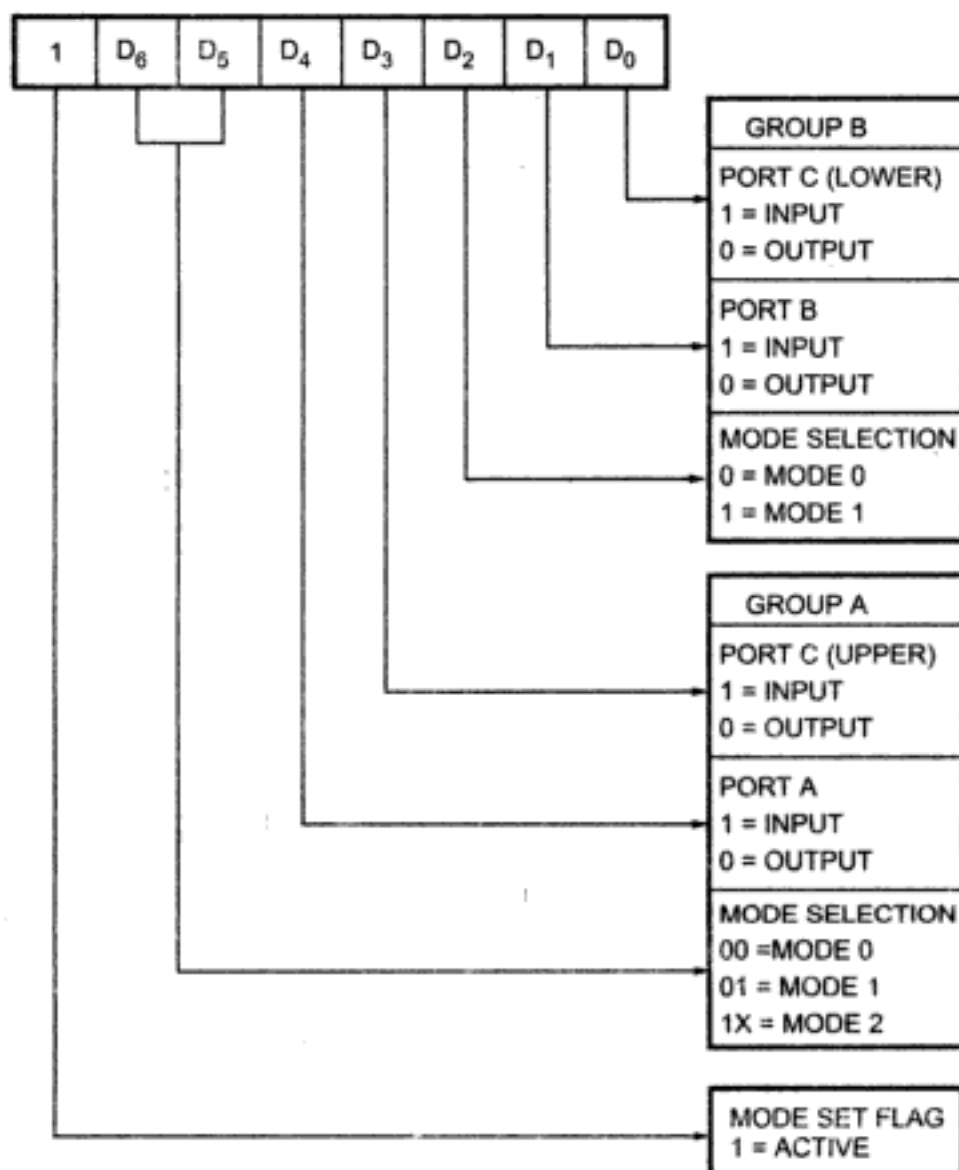 1 D₆ D₅ D₄ D₃ D₂ D₁ D₀
GROUP B
PORT C (LOWER)
1 = INPUT
0 = OUTPUT
PORT B
1 = INPUT
0 = OUTPUT
MODE SELECTION
0 = MODE 0
1 = MODE 1
GROUP A
PORT C (UPPER)
1 = INPUT
0 = OUTPUT
PORT A
1 = INPUT
0 = OUTPUT
MODE SELECTION
00 =MODE 0
01 = MODE 1
1X = MODE 2
MODE SET FLAG
1 = ACTIVE